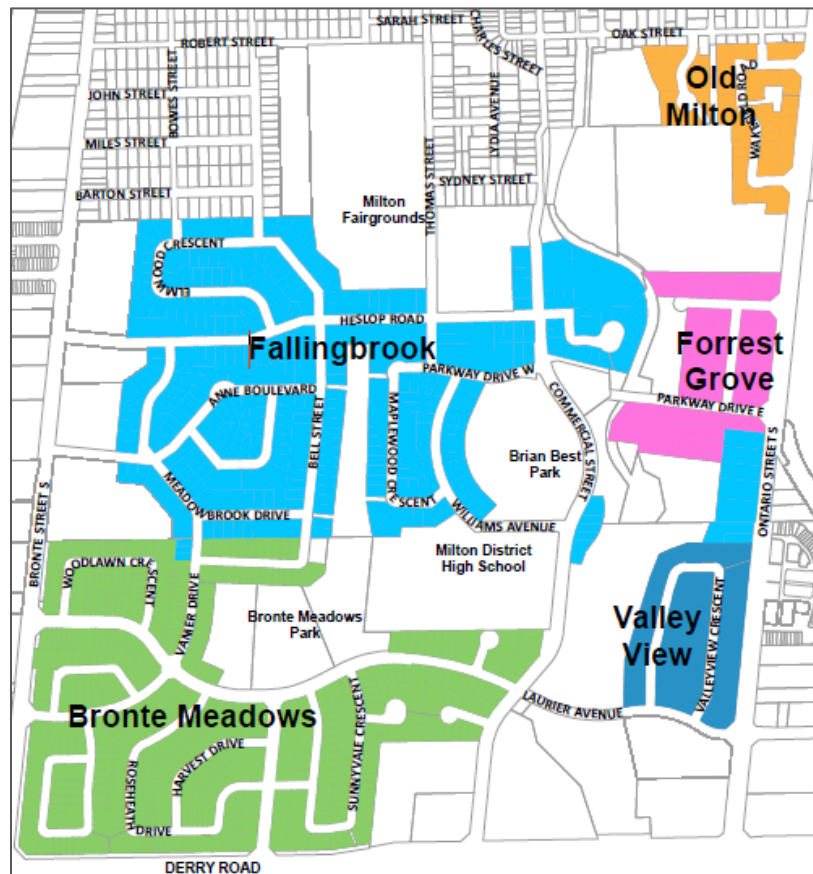 SARAH STREET
CHARLES STREET
OAK STREET
ROBERT STREET
BOWES STREET
JOHN STREET
MILES STREET
BARTON STREET
THOMAS STREET
LYDIA AVENUE
SYDNEY STREET
Old
Milton
Milton
Fairgrounds
ELMWOOD CRESCENT
HESLOP ROAD
Fallingbrook
Forrest
Grove
PARKWAY DRIVE W
PARKWAY DRIVE E
ANNE BOULEVARD
BELL STREET
MAPLEWOOD CRESCENT
COMMERCIAL STREET
Brian Best
Park
ONTARIO STREET S
MEADOWBROOK DRIVE
WILLIAMS AVENUE
BRONTE STREET S
Milton District
High School
WOODLAWN CRESCENT
VANIER DRIVE
Bronte Meadows
Park
Valley
View
VALLEYVIEW CRESCENT
LAURIER AVENUE
Bronte Meadows
SUNNYVALE CRESCENT
HARVEST DRIVE
ROSEHEATH DRIVE
DERRY ROAD